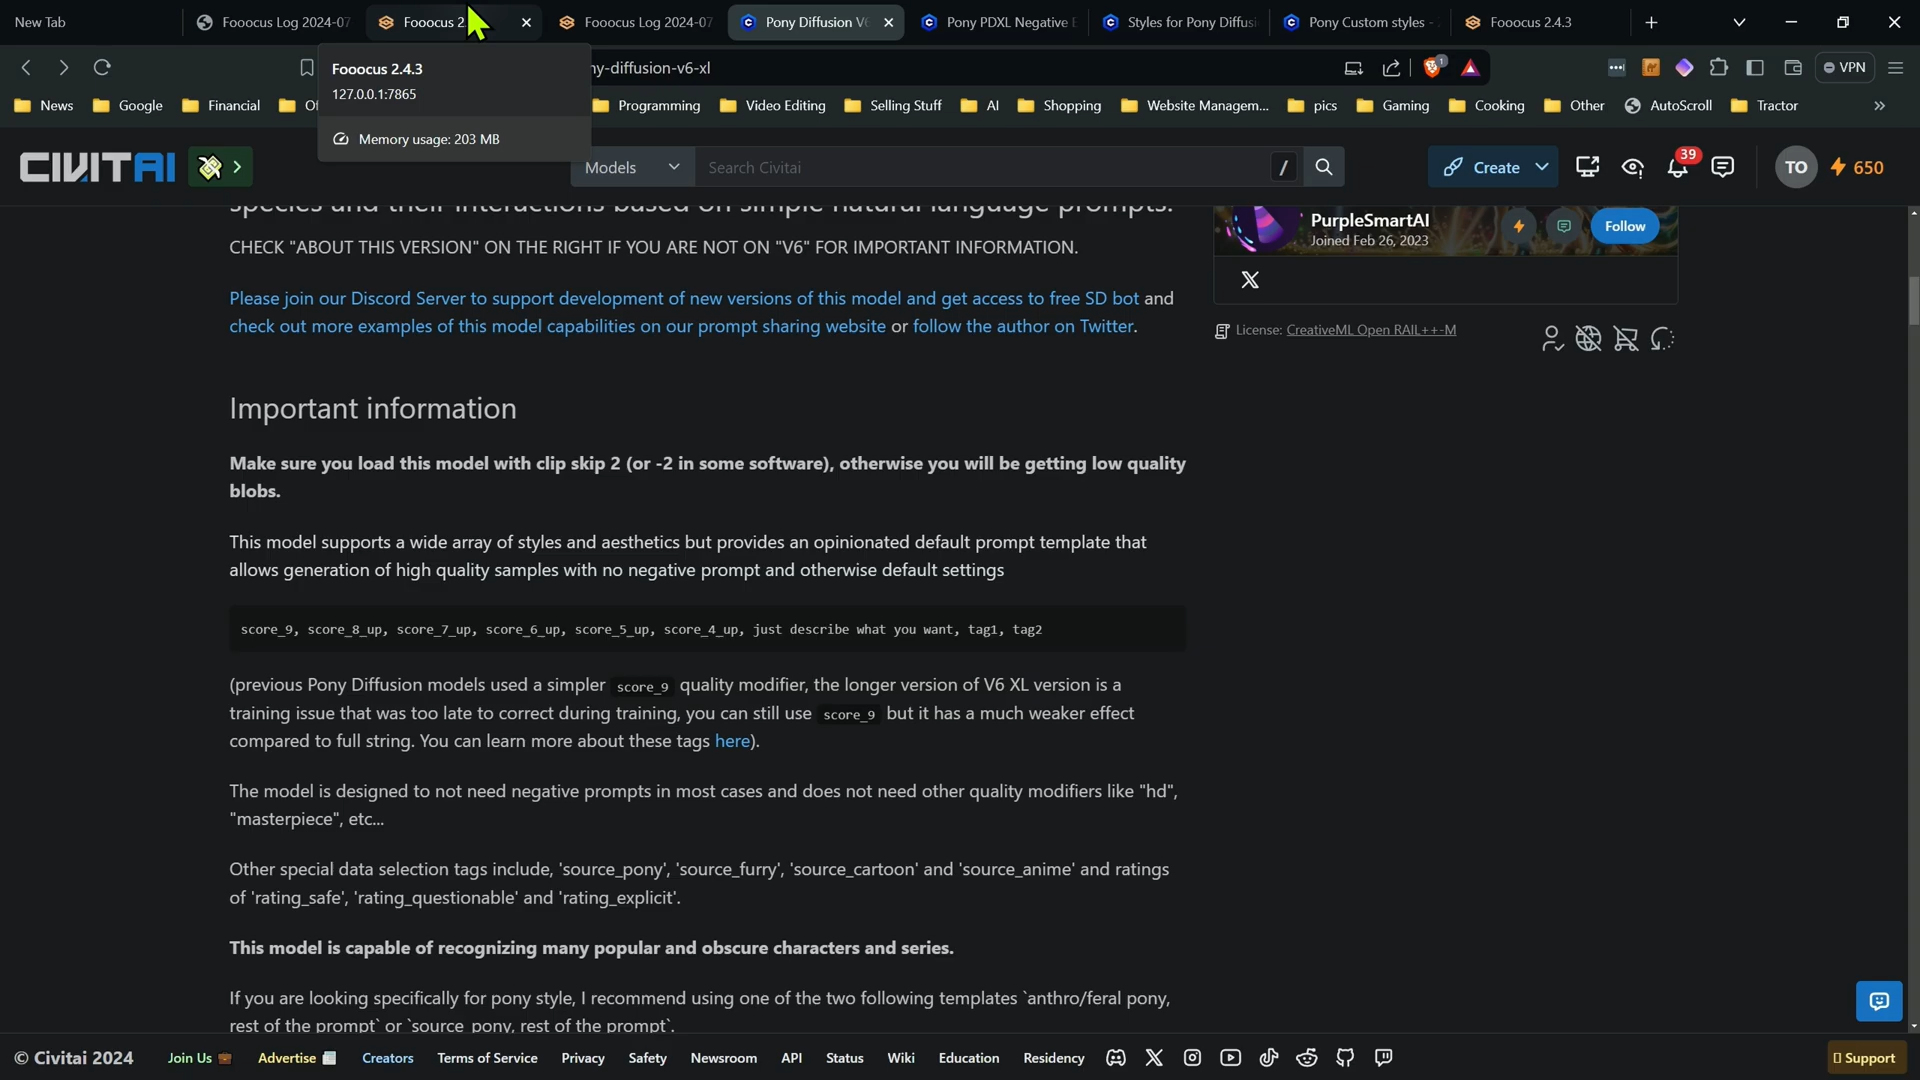 New Tab
Fooocus Log 2024-07
Fooocus 2
Fooocus Log 2024-07
Pony Diffusion V6
Pony PDXL Negative E
Styles for Pony Diffusi
Pony Custom styles -
Fooocus 2.4.3
Fooocus 2.4.3
127.0.0.1:7865
Memory usage: 203 MB
ny-diffusion-v6-xl
1
VPN
News
Google
Financial
Programming
Video Editing
Selling Stuff
AI
Shopping
Website Managem...
pics
Gaming
Cooking
Other
AutoScroll
Tractor
»
CIVITAI
Models
Search Civitai
/
Create
39
TO
650
species and their interactions based on simple natural language prompts.
CHECK "ABOUT THIS VERSION" ON THE RIGHT IF YOU ARE NOT ON "V6" FOR IMPORTANT INFORMATION.
Please join our Discord Server to support development of new versions of this model and get access to free SD bot and
check out more examples of this model capabilities on our prompt sharing website or follow the author on Twitter.
PurpleSmartAI
Joined Feb 26, 2023
Follow
License: CreativeML Open RAIL++-M
Important information
Make sure you load this model with clip skip 2 (or -2 in some software), otherwise you will be getting low quality
blobs.
This model supports a wide array of styles and aesthetics but provides an opinionated default prompt template that
allows generation of high quality samples with no negative prompt and otherwise default settings
score_9, score_8_up, score_7_up, score_6_up, score_5_up, score_4_up, just describe what you want, tag1, tag2
(previous Pony Diffusion models used a simpler score_9 quality modifier, the longer version of V6 XL version is a
training issue that was too late to correct during training, you can still use score_9 but it has a much weaker effect
compared to full string. You can learn more about these tags here).
The model is designed to not need negative prompts in most cases and does not need other quality modifiers like "hd",
"masterpiece", etc...
Other special data selection tags include, 'source_pony', 'source_furry', 'source_cartoon' and 'source_anime' and ratings
of 'rating_safe', 'rating_questionable' and 'rating_explicit'.
This model is capable of recognizing many popular and obscure characters and series.
If you are looking specifically for pony style, I recommend using one of the two following templates `anthro/feral pony,
rest of the prompt` or `source_pony, rest of the prompt`.
© Civitai 2024
Join Us
Advertise
Creators
Terms of Service
Privacy
Safety
Newsroom
API
Status
Wiki
Education
Residency
Support